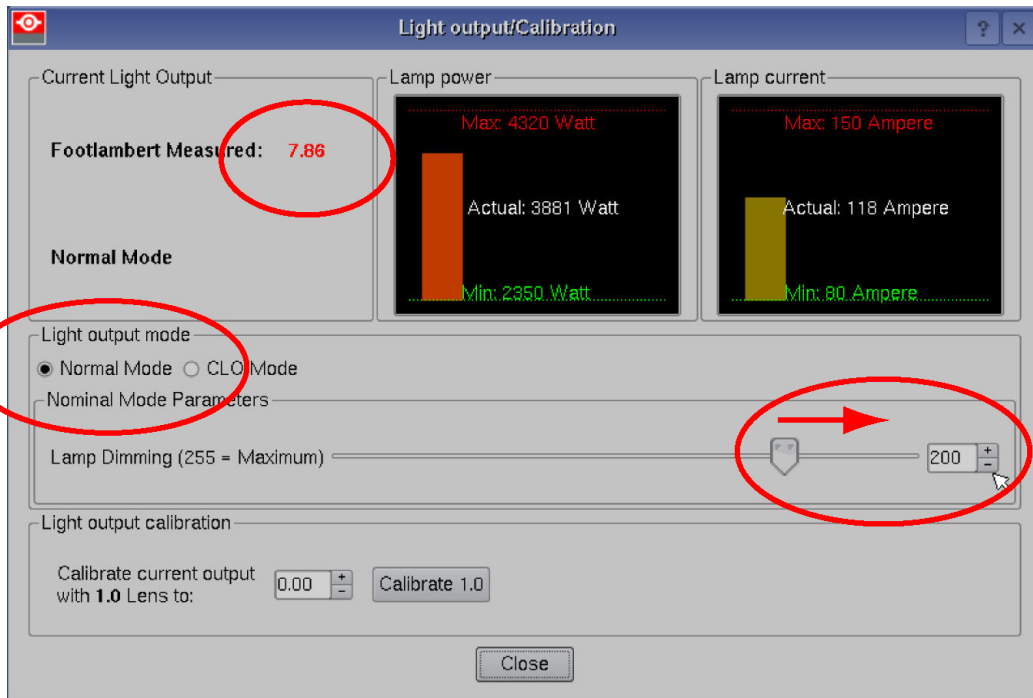 Light output/Calibration
? ×
Current Light Output
Footlambert Measured: 7.86
Normal Mode
Lamp power
Max: 4320 Watt
Actual: 3881 Watt
Min: 2350 Watt
Lamp current
Max: 150 Ampere
Actual: 118 Ampere
Min: 80 Ampere
Light output mode
Normal Mode CLO Mode
Nominal Mode Parameters
Lamp Dimming (255 = Maximum) 200 + −
Light output calibration
Calibrate current output
with 1.0 Lens to:
0.00 + − Calibrate 1.0
Close